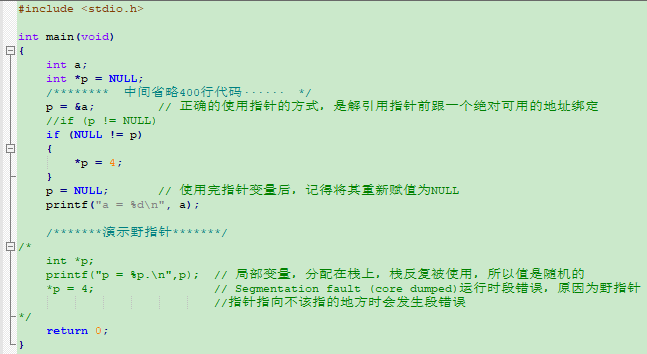 #include <stdio.h>
int main(void)
{
int a;
int *p = NULL;
/******** 中间省略400行代码······ */
p = &a; // 正确的使用指针的方式，是解引用指针前跟一个绝对可用的地址绑定
//if (p != NULL)
if (NULL != p)
{
*p = 4;
}
p = NULL; // 使用完指针变量后，记得将其重新赋值为NULL
printf("a = %d\n", a);
/*******演示野指针*******/
/*
int *p;
printf("p = %p.\n",p); // 局部变量，分配在栈上，栈反复被使用，所以值是随机的
*p = 4; // Segmentation fault (core dumped)运行时段错误，原因为野指针
//指针指向不该指的地方时会发生段错误
*/
return 0;
}